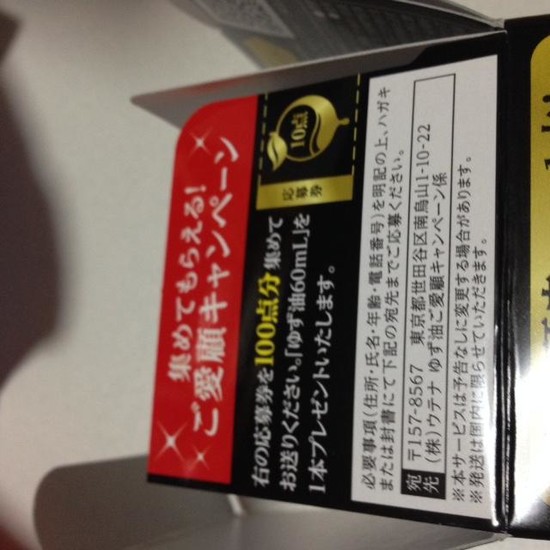 集めてもらえる!
ご愛顧キャンペーン
右の応募券を100点分集めて
お送りください。「ゆず油60mL」を
1本プレゼントいたします。
応募券
10点
必要事項(住所・氏名・年齢・電話番号)を明記の上、ハガキ
または封書にて下記の宛先までご応募ください。
宛先
〒157-8567 東京都世田谷区南烏山1-10-22
(株)ウテナ ゆず油ご愛顧キャンペーン係
※本サービスは予告なしに変更する場合があります。
※発送は国内に限らせていただきます。